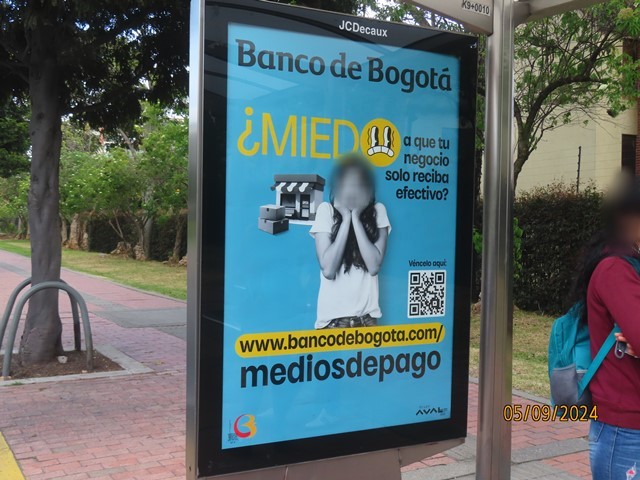 K9+0010
JCDecaux
Banco de Bogotá
¿MIEDO
a que tu
negocio
solo reciba
efectivo?
Véncelo aquí:
www.bancodebogota.com/
mediosdepago
AVAL
05/09/2024